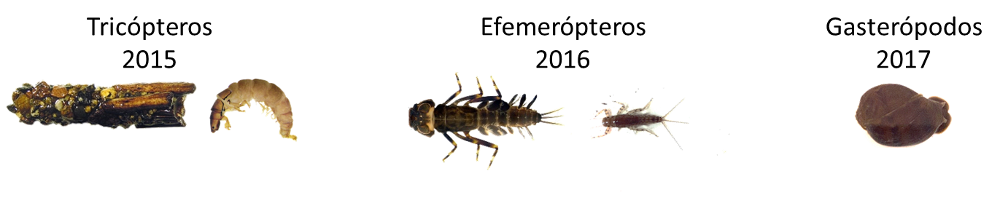 Tricópteros
2015
Efemerópteros
2016
Gasterópodos
2017